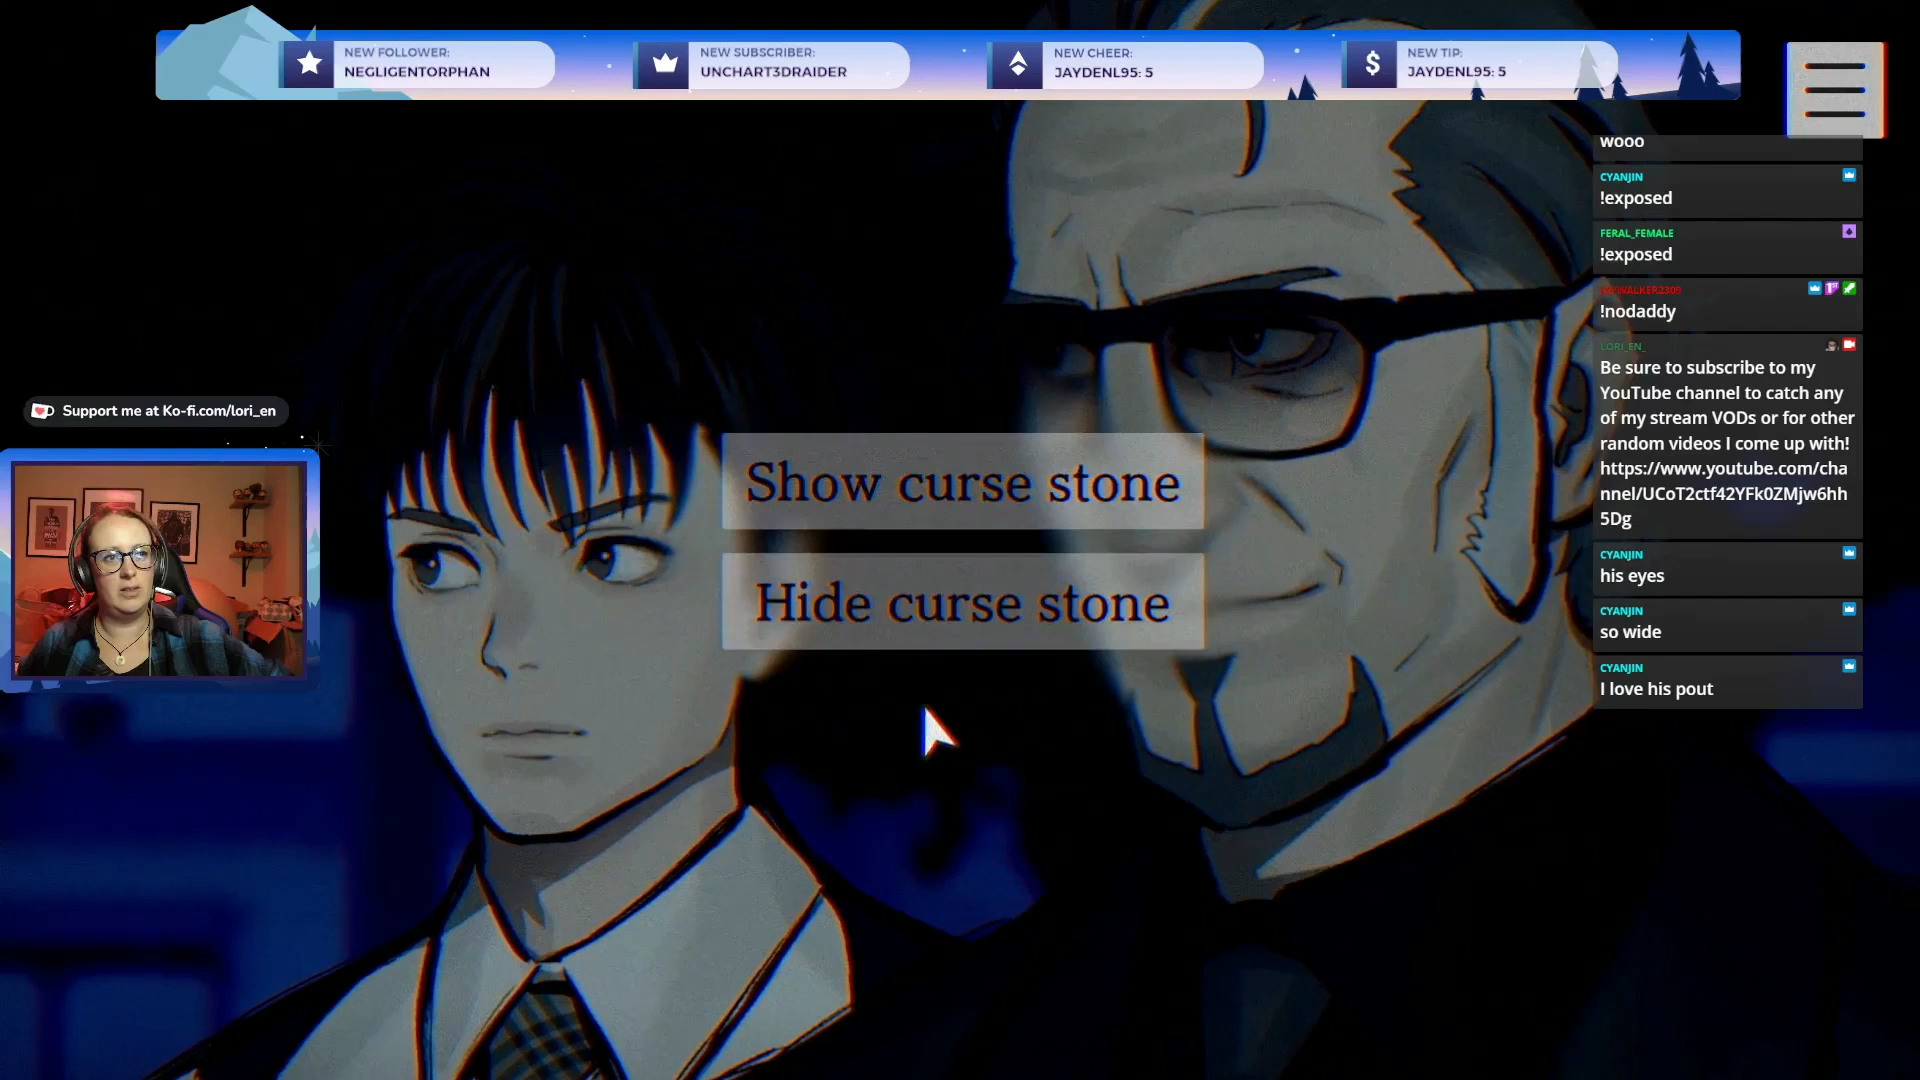 NEW FOLLOWER:
NEGLIGENTORPHAN
NEW SUBSCRIBER:
UNCHART3DRAIDER
NEW CHEER:
JAYDENL95: 5
NEW TIP:
JAYDENL95: 5
wooo
CYANJIN
!exposed
FERAL_FEMALE
!exposed
!nodaddy
LORI_EN_
Be sure to subscribe to my
YouTube channel to catch any
of my stream VODs or for other
random videos I come up with!
https://www.youtube.com/cha
nnel/UCoT2ctf42YFk0ZMjw6hh
5Dg
CYANJIN
his eyes
CYANJIN
so wide
CYANJIN
I love his pout
Support me at Ko-fi.com/lori_en
Show curse stone
Hide curse stone